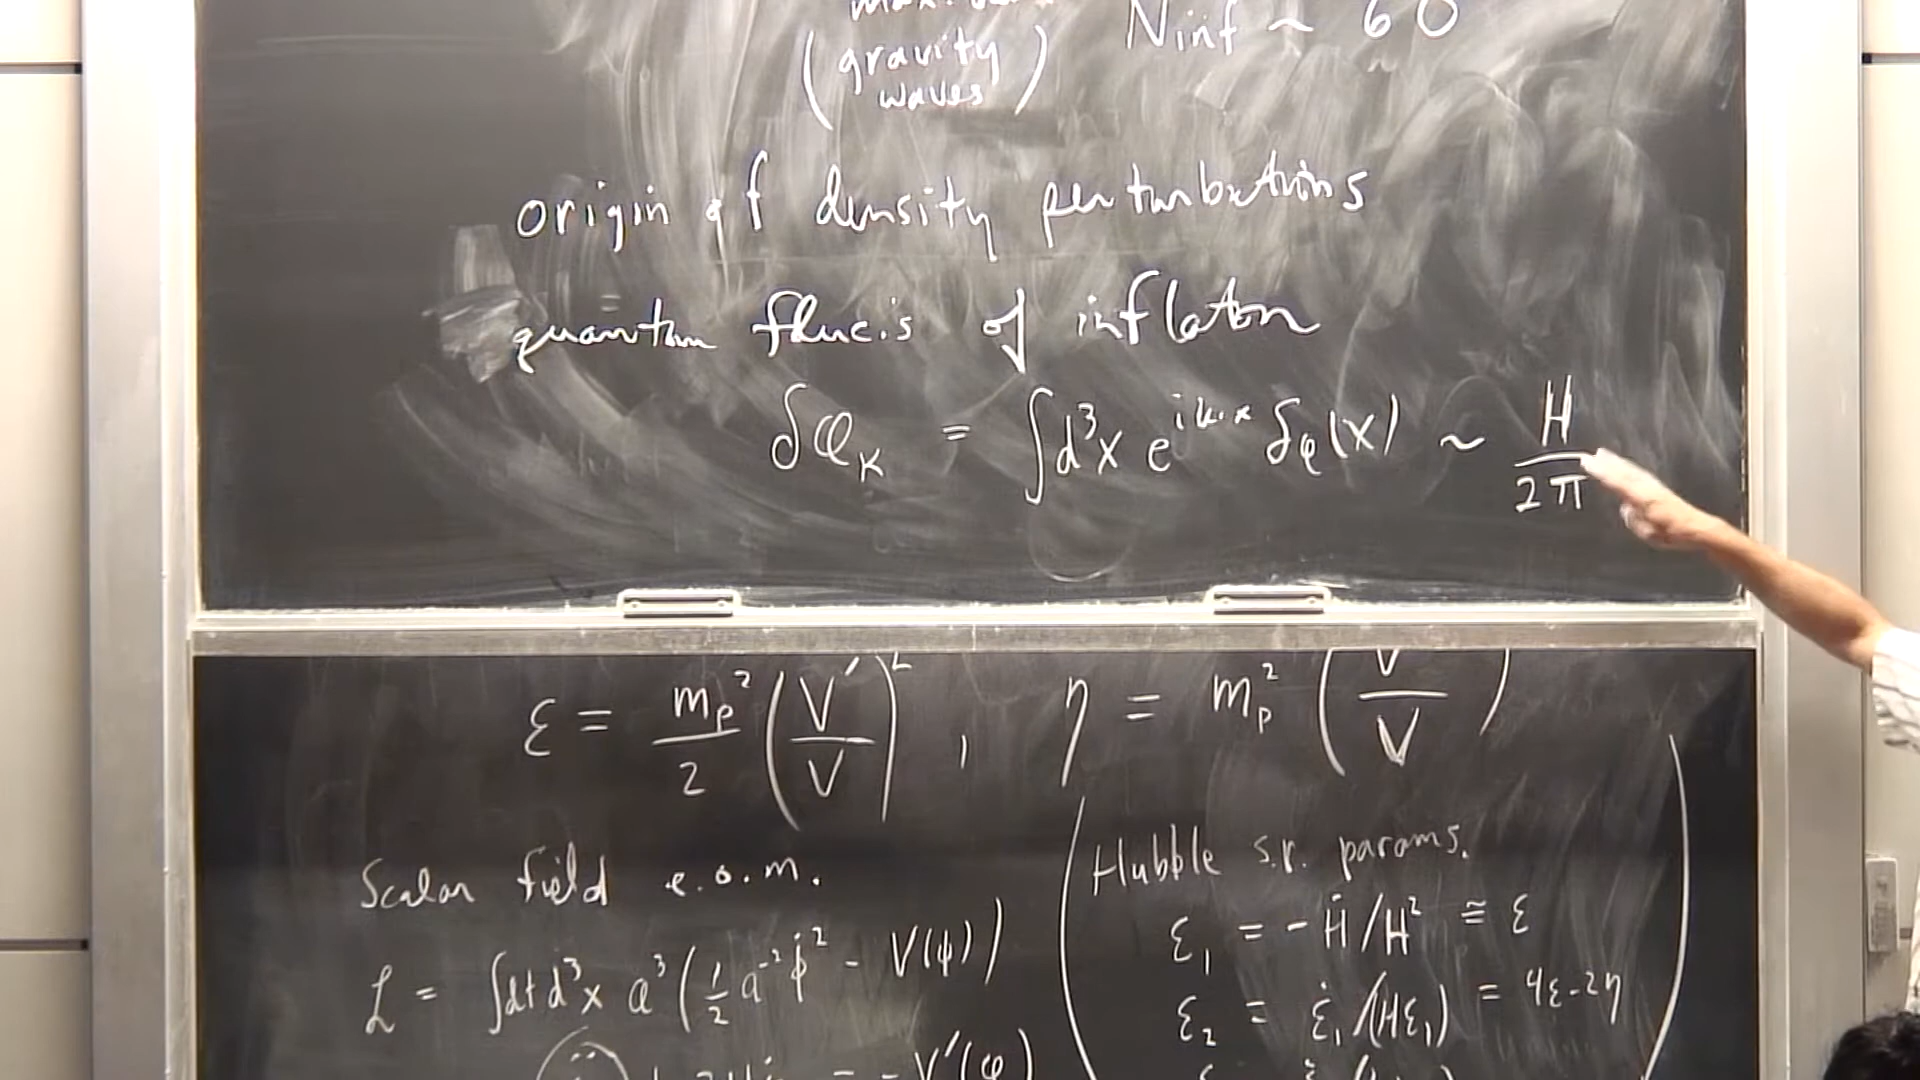 (gravity waves) N_inf ~ 60
origin of density perturbations
quantum fluc.s of inflaton
δφ_k = ∫d³x e^{ik·x} δφ(x) ~ H/2π
ε = m_p²/2 (V'/V)², η = m_p² (V/V)
Scalar field e.o.m.
L = ∫dt d³x a³(½ a⁻² φ̇² - V(φ))
= - V'(φ)
Hubble s.r. params.
ε₁ = -Ḣ/H² ≅ ε
ε₂ = ε̇₁/(Hε₁) = 4ε-2η